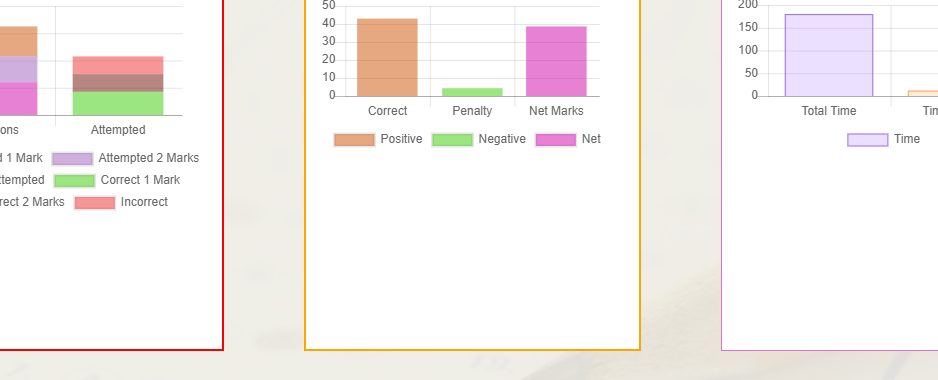 ons
Attempted
d 1 Mark
Attempted 2 Marks
ttempted
Correct 1 Mark
rect 2 Marks
Incorrect
50
40
30
20
10
0
Correct
Penalty
Net Marks
Positive
Negative
Net
200
150
100
50
0
Total Time
Tim
Time